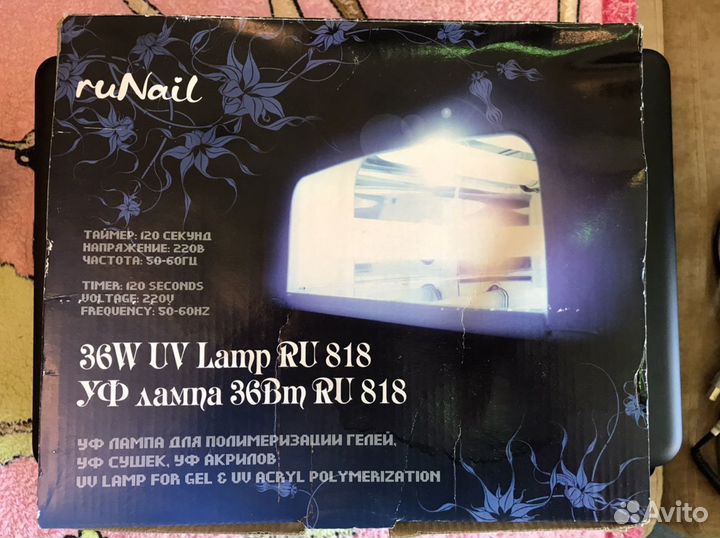 ruNail
ТАЙМЕР: 120 СЕКУНД
НАПРЯЖЕНИЕ: 220В
ЧАСТОТА: 50-60ГЦ
TIMER: 120 SECONDS
VOLTAGE: 220V
FREQUENCY: 50-60HZ
36W UV Lamp RU 818
УФ лампа 36Вт RU 818
УФ ЛАМПА ДЛЯ ПОЛИМЕРИЗАЦИИ ГЕЛЕЙ,
УФ СУШЕК, УФ АКРИЛОВ
UV LAMP FOR GEL & UV ACRYL POLYMERIZATION
Avito